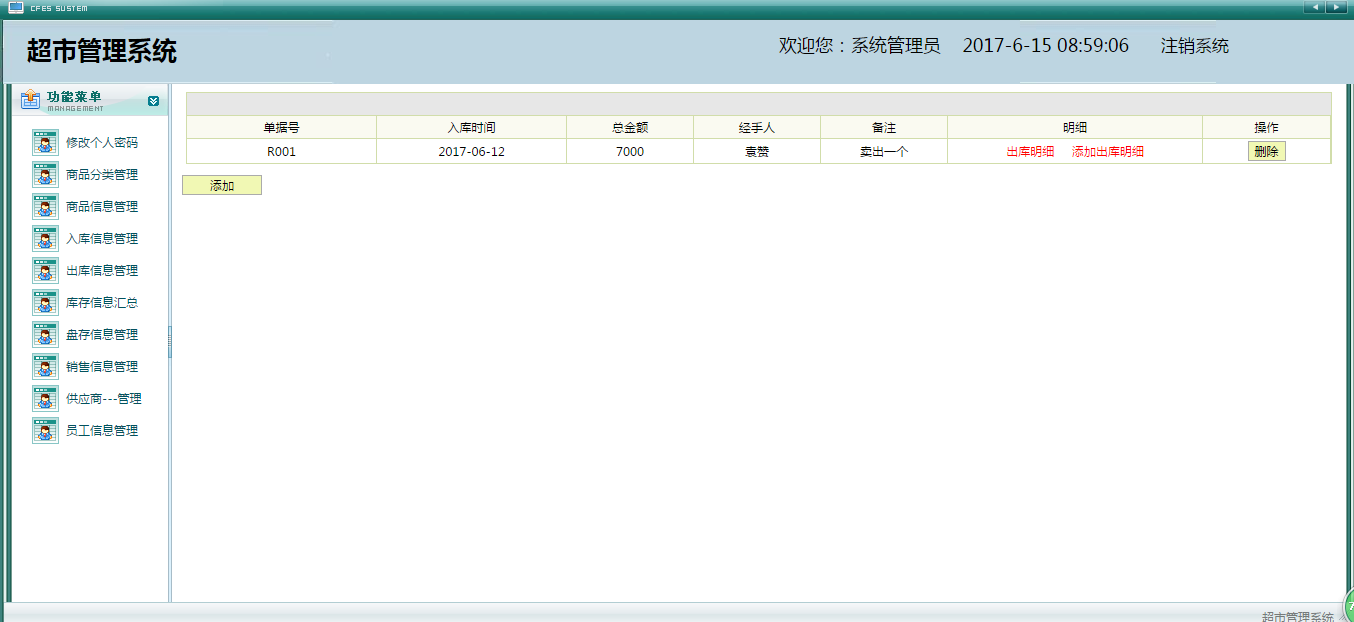 CFES SUSTEM
超市管理系统
欢迎您：系统管理员 2017-6-15 08:59:06 注销系统
功能菜单
MANAGEMENT
修改个人密码
商品分类管理
商品信息管理
入库信息管理
出库信息管理
库存信息汇总
盘存信息管理
销售信息管理
供应商---管理
员工信息管理
单据号 入库时间 总金额 经手人 备注 明细 操作
R001 2017-06-12 7000 袁赞 卖出一个 出库明细 添加出库明细 删除
添加
超市管理系统